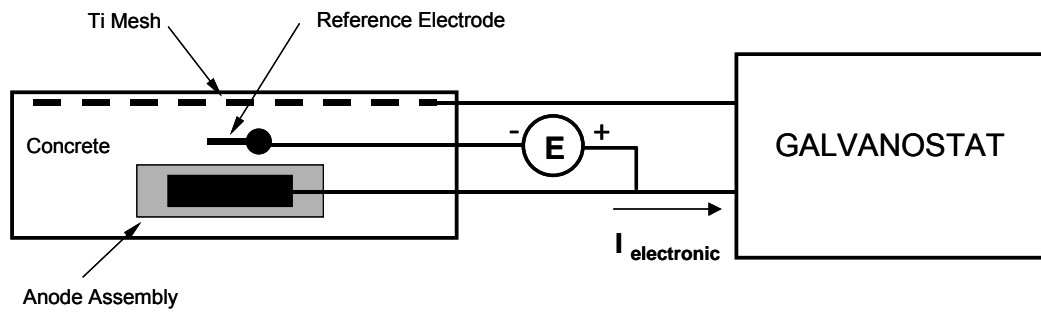 Ti Mesh
Reference Electrode
Concrete
- E +
GALVANOSTAT
I electronic
Anode Assembly